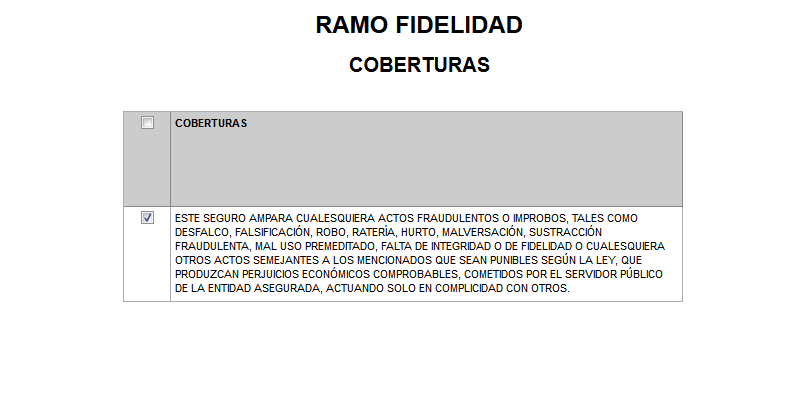 RAMO FIDELIDAD
COBERTURAS
COBERTURAS
ESTE SEGURO AMPARA CUALESQUIERA ACTOS FRAUDULENTOS O IMPROBOS, TALES COMO
DESFALCO, FALSIFICACIÓN, ROBO, RATERÍA, HURTO, MALVERSACIÓN, SUSTRACCIÓN
FRAUDULENTA, MAL USO PREMEDITADO, FALTA DE INTEGRIDAD O DE FIDELIDAD O CUALESQUIERA
OTROS ACTOS SEMEJANTES A LOS MENCIONADOS QUE SEAN PUNIBLES SEGÚN LA LEY, QUE
PRODUZCAN PERJUICIOS ECONÓMICOS COMPROBABLES, COMETIDOS POR EL SERVIDOR PÚBLICO
DE LA ENTIDAD ASEGURADA, ACTUANDO SOLO EN COMPLICIDAD CON OTROS.